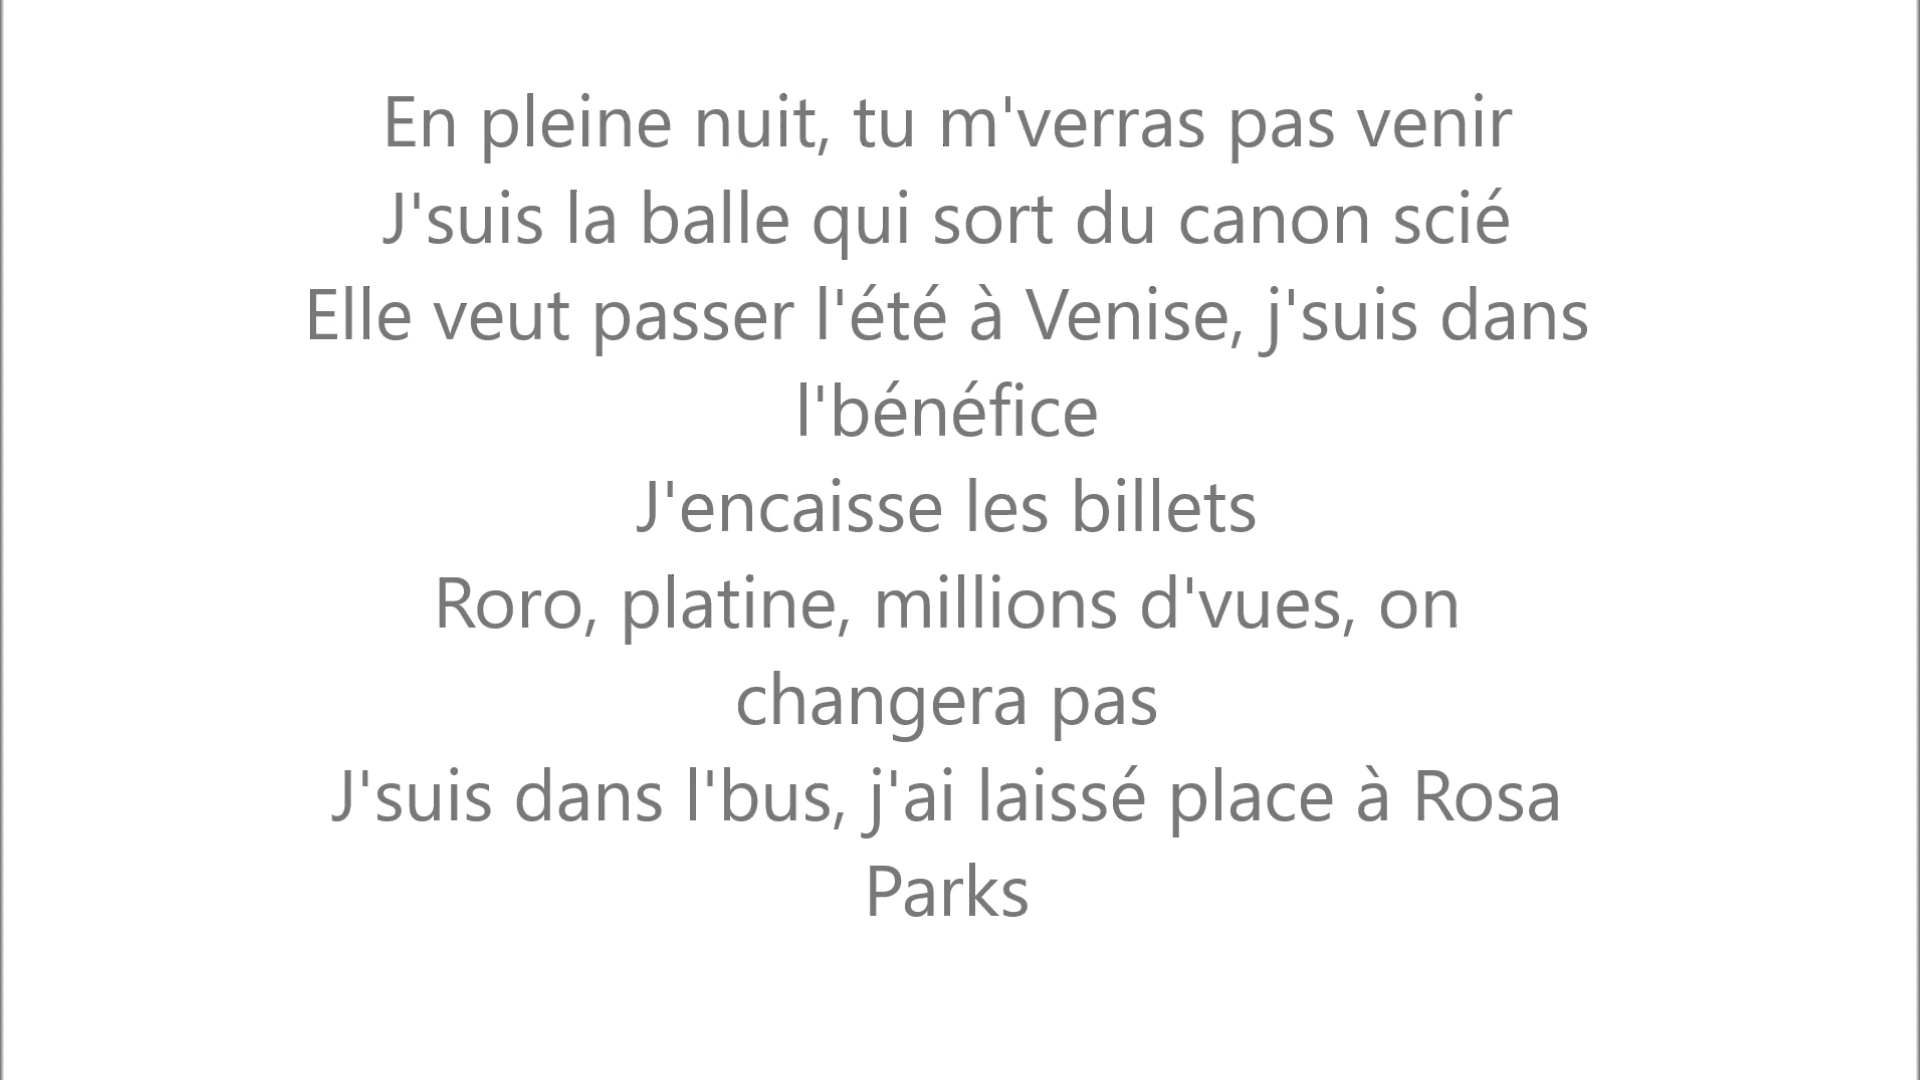 En pleine nuit, tu m'verras pas venir
J'suis la balle qui sort du canon scié
Elle veut passer l'été à Venise, j'suis dans
l'bénéfice
J'encaisse les billets
Roro, platine, millions d'vues, on
changera pas
J'suis dans l'bus, j'ai laissé place à Rosa
Parks